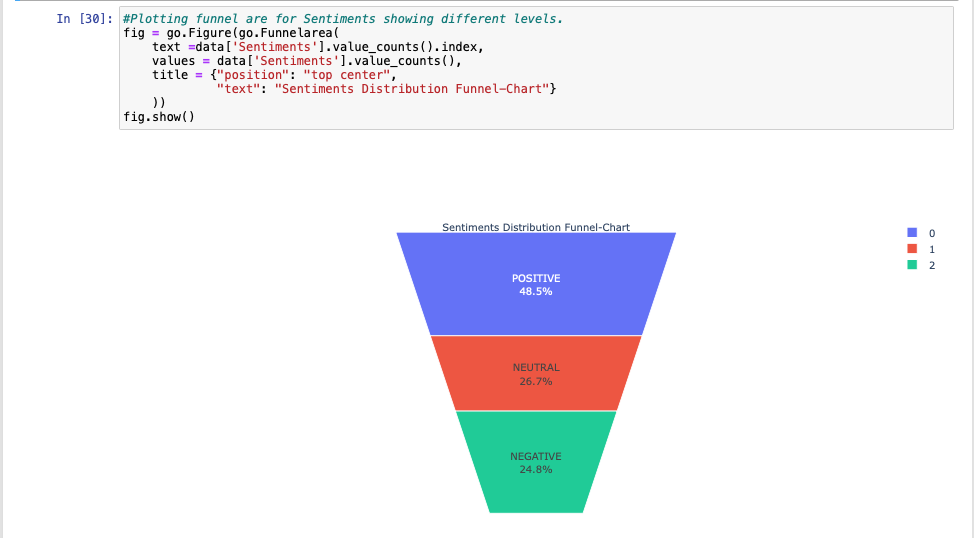 In [30]: #Plotting funnel are for Sentiments showing different levels.
fig = go.Figure(go.Funnelarea(
    text =data['Sentiments'].value_counts().index,
    values = data['Sentiments'].value_counts(),
    title = {"position": "top center",
             "text": "Sentiments Distribution Funnel-Chart"}
    ))
fig.show()
Sentiments Distribution Funnel-Chart
POSITIVE
48.5%
NEUTRAL
26.7%
NEGATIVE
24.8%
0
1
2